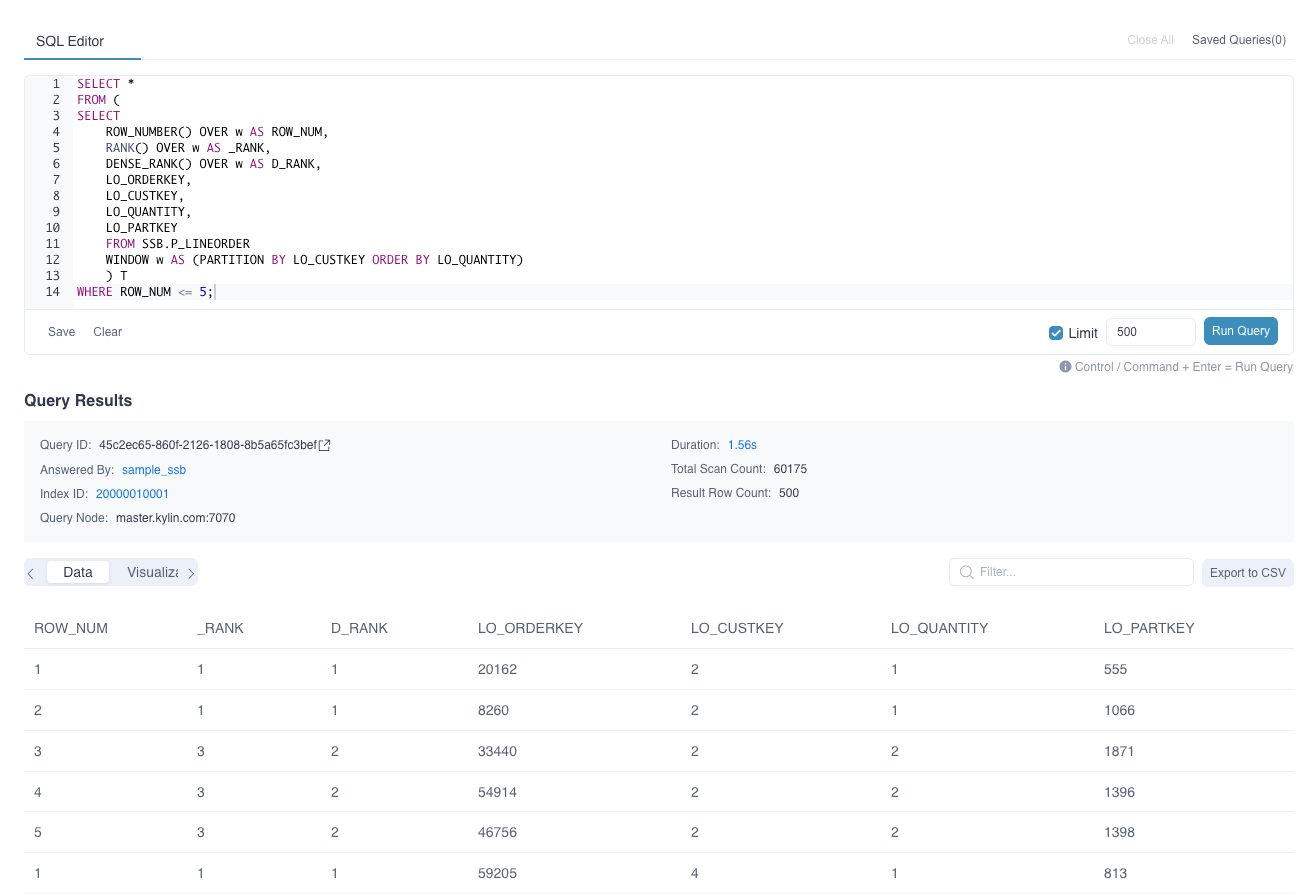 SQL Editor
Close All Saved Queries(0)
1 SELECT *
2 FROM (
3 SELECT
4 ROW_NUMBER() OVER w AS ROW_NUM,
5 RANK() OVER w AS _RANK,
6 DENSE_RANK() OVER w AS D_RANK,
7 LO_ORDERKEY,
8 LO_CUSTKEY,
9 LO_QUANTITY,
10 LO_PARTKEY
11 FROM SSB.P_LINEORDER
12 WINDOW w AS (PARTITION BY LO_CUSTKEY ORDER BY LO_QUANTITY)
13 ) T
14 WHERE ROW_NUM <= 5;
Save Clear Limit 500 Run Query
Control / Command + Enter = Run Query
Query Results
Query ID: 45c2ec65-860f-2126-1808-8b5a65fc3bef
Duration: 1.56s
Answered By: sample_ssb
Total Scan Count: 60175
Index ID: 20000010001
Result Row Count: 500
Query Node: master.kylin.com:7070
Data Visualiza Filter... Export to CSV
ROW_NUM _RANK D_RANK LO_ORDERKEY LO_CUSTKEY LO_QUANTITY LO_PARTKEY
1 1 1 20162 2 1 555
2 1 1 8260 2 1 1066
3 3 2 33440 2 2 1871
4 3 2 54914 2 2 1396
5 3 2 46756 2 2 1398
1 1 1 59205 4 1 813